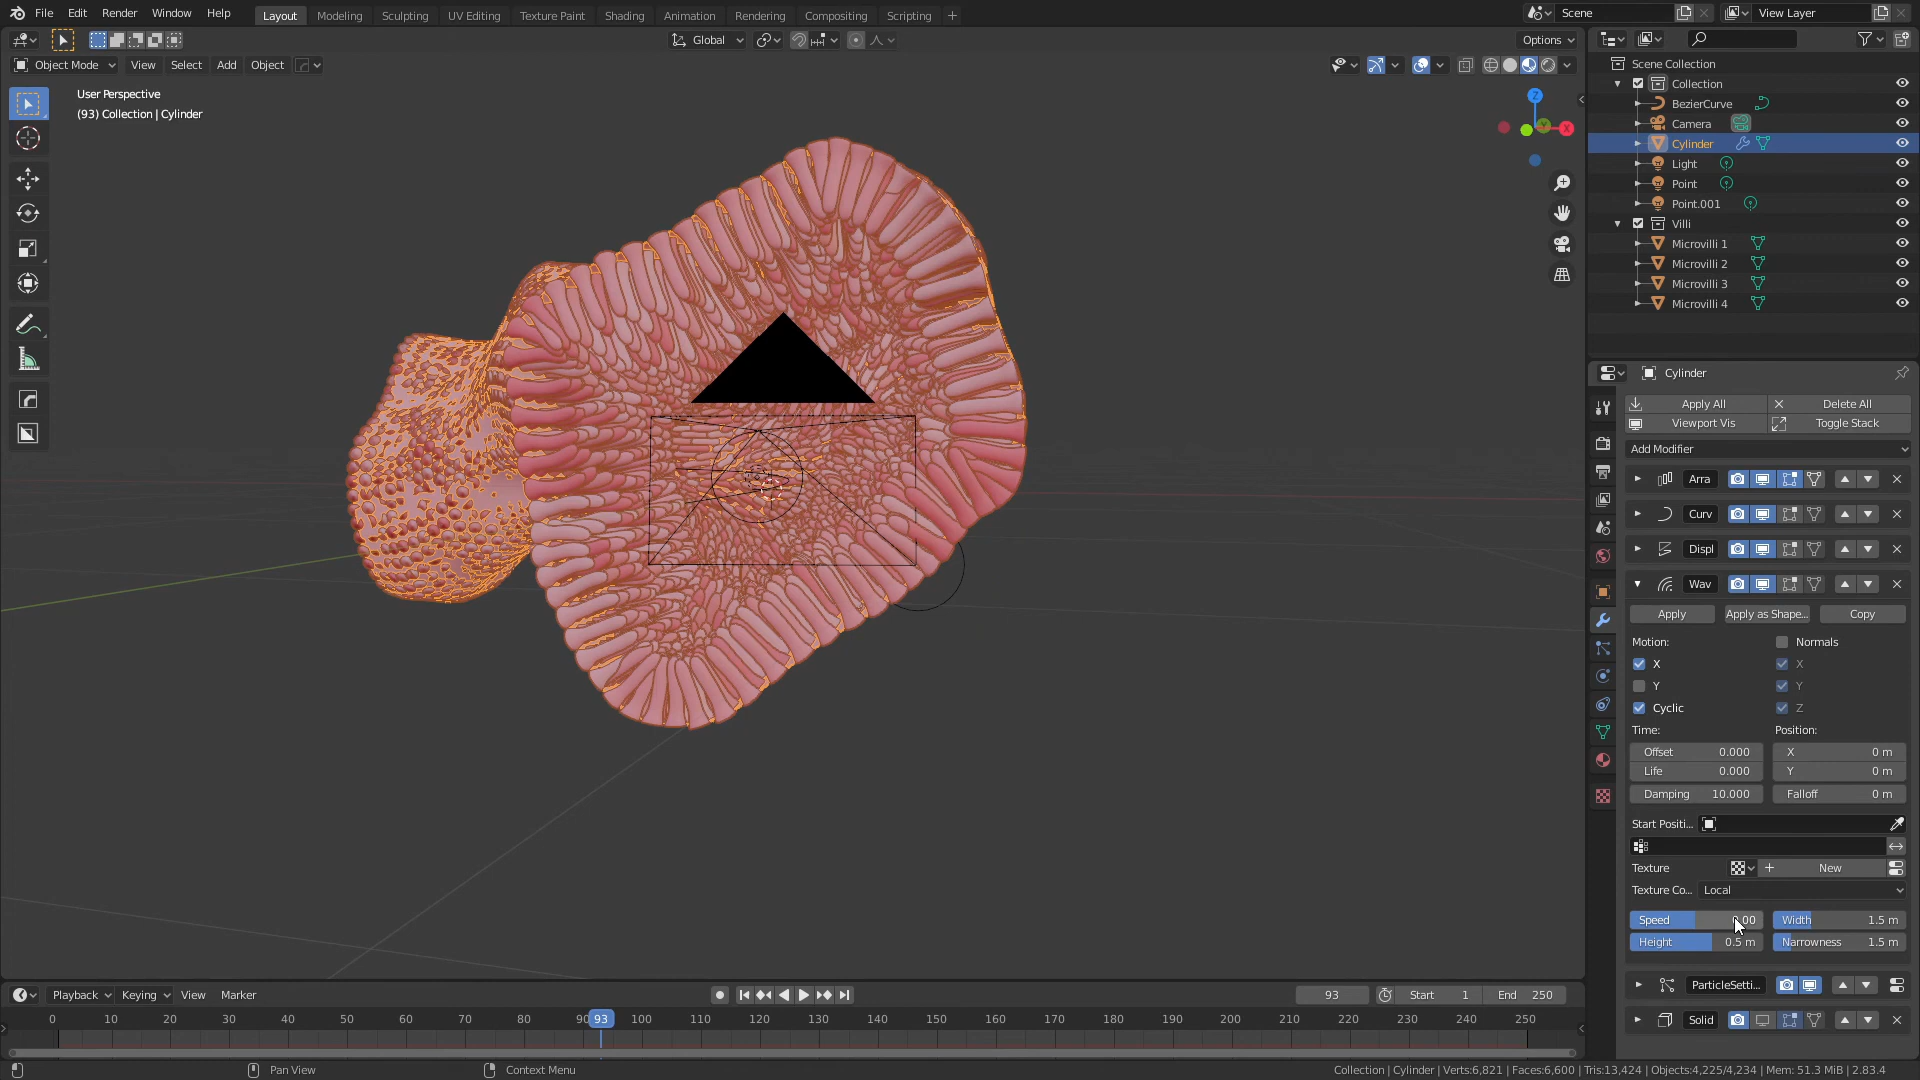 File Edit Render Window Help Layout Modeling Sculpting UV Editing Texture Paint Shading Animation Rendering Compositing Scripting + Scene View Layer
Global Options
Object Mode View Select Add Object
User Perspective
(93) Collection | Cylinder
Z
Y
X
Scene Collection
Collection
BezierCurve
Camera
Cylinder
Light
Point
Point.001
Villi
Microvilli 1
Microvilli 2
Microvilli 3
Microvilli 4
Cylinder
Apply All Delete All
Viewport Vis Toggle Stack
Add Modifier
Arra
Curv
Displ
Wav
Apply Apply as Shape... Copy
Motion: Normals
X X
Y Y
Cyclic Z
Time: Position:
Offset 0.000 X 0 m
Life 0.000 Y 0 m
Damping 10.000 Falloff 0 m
Start Positi...
Texture New
Texture Co... Local
Speed Width 1.5 m
Height 0.5 m Narrowness 1.5 m
ParticleSetti...
Solid
Playback Keying View Marker 93 Start 1 End 250
0 10 20 30 40 50 60 70 80 90 93 100 110 120 130 140 150 160 170 180 190 200 210 220 230 240 250
Pan View Context Menu Collection | Cylinder | Verts:6,821 | Faces:6,600 | Tris:13,424 | Objects:4,225/4,234 | Mem: 51.3 MiB | 2.83.4